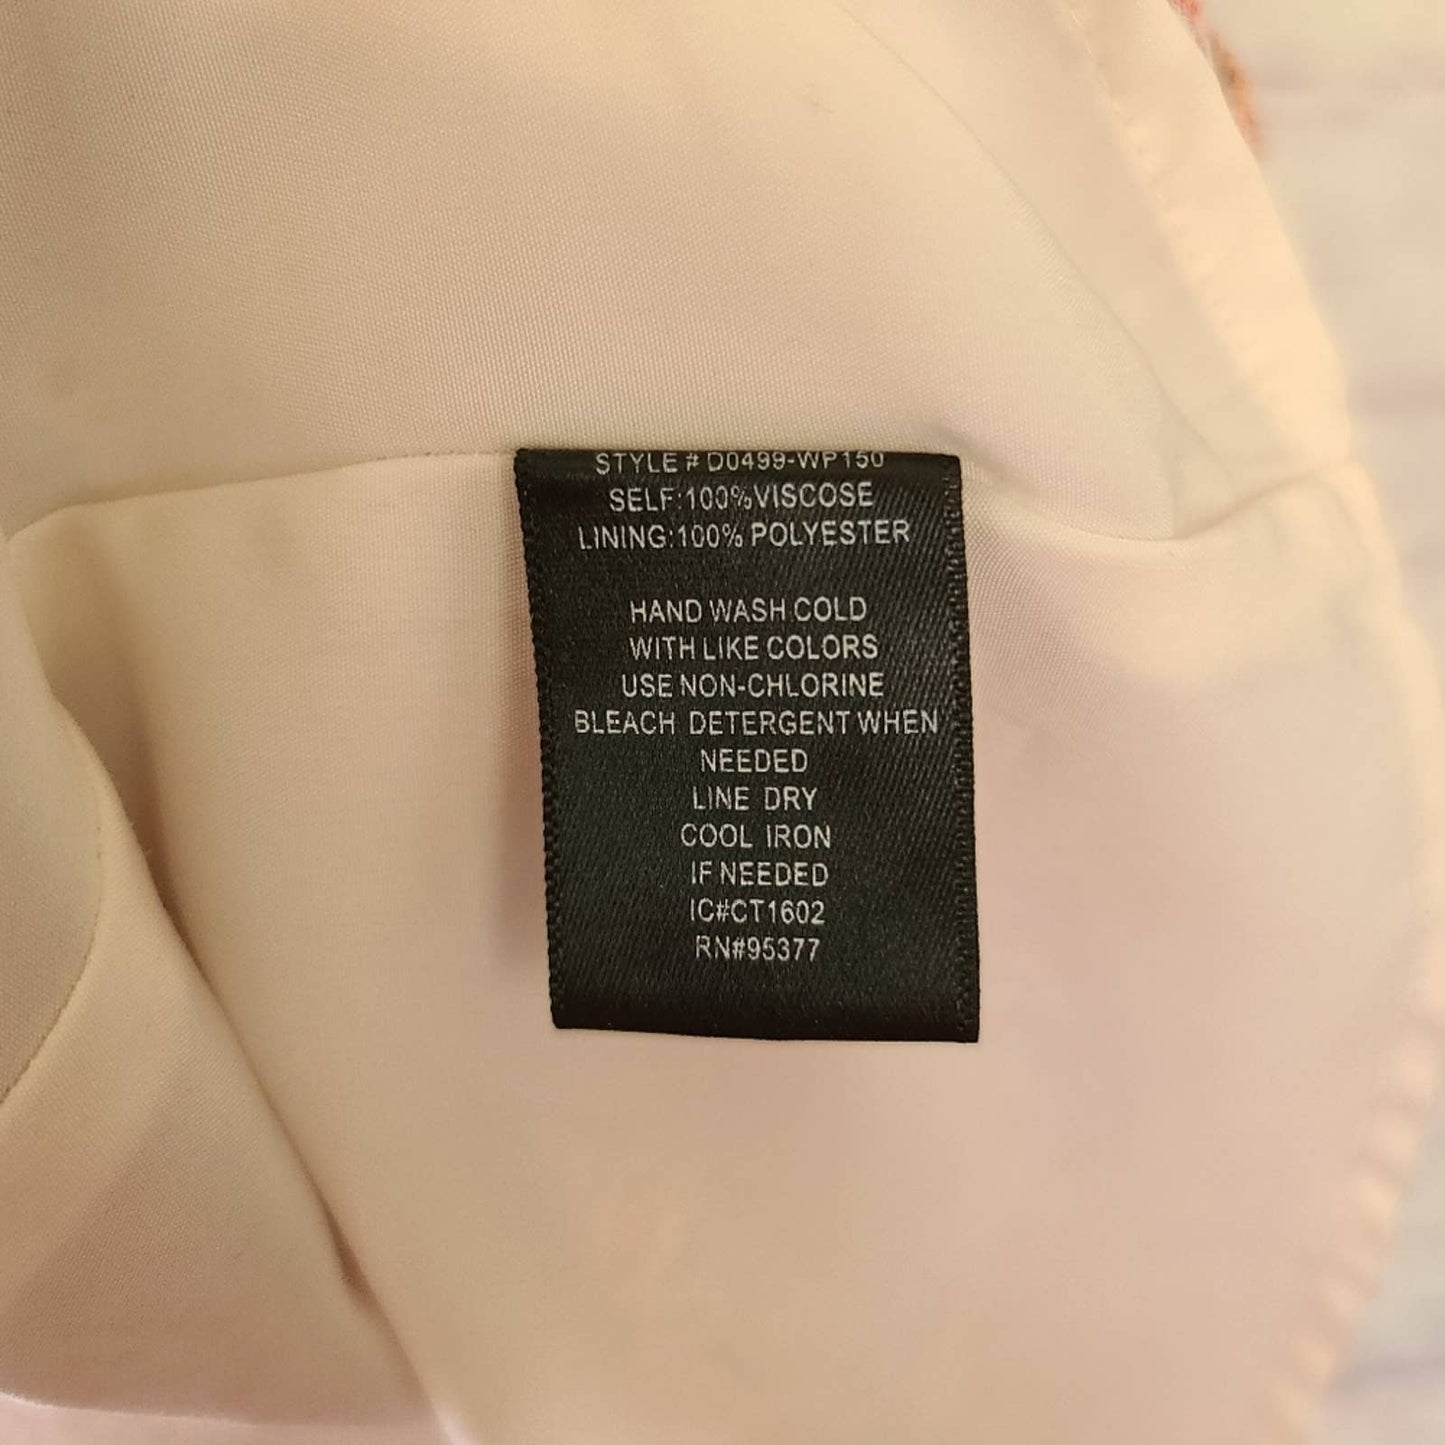 STYLE # D0499-WP150
SELF:100%VISCOSE
LINING:100% POLYESTER
HAND WASH COLD
WITH LIKE COLORS
USE NON-CHLORINE
BLEACH DETERGENT WHEN
NEEDED
LINE DRY
COOL IRON
IF NEEDED
IC#CT1602
RN#95377